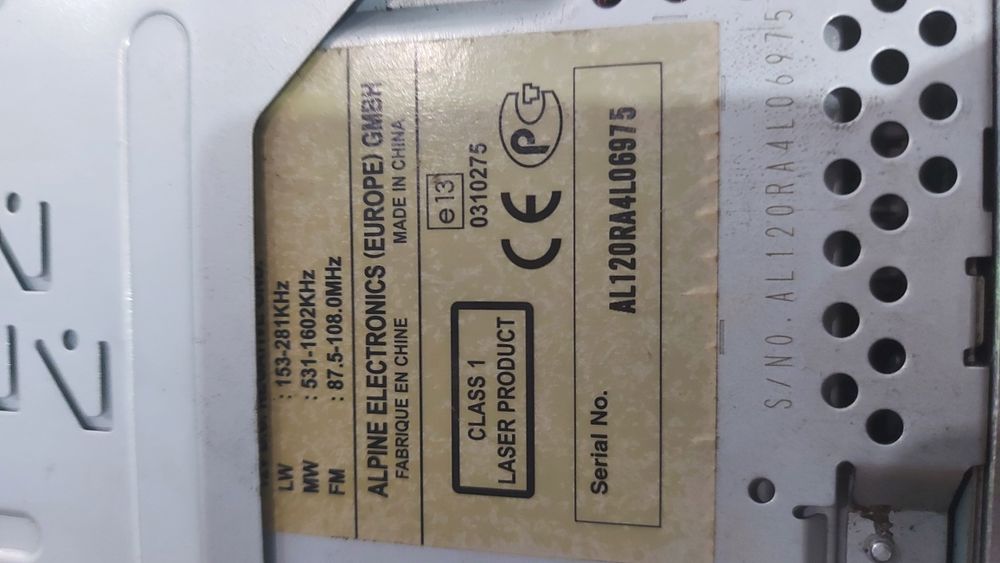 LW : 153-281KHz
MW : 531-1602KHz
FM : 87.5-108.0MHz
ALPINE ELECTRONICS (EUROPE) GMBH
FABRIQUE EN CHINE MADE IN CHINA
CLASS 1
LASER PRODUCT
e13
0310275
CE
PCT
Serial No. AL120RA4L06975
S/NO.AL120RA4L06975